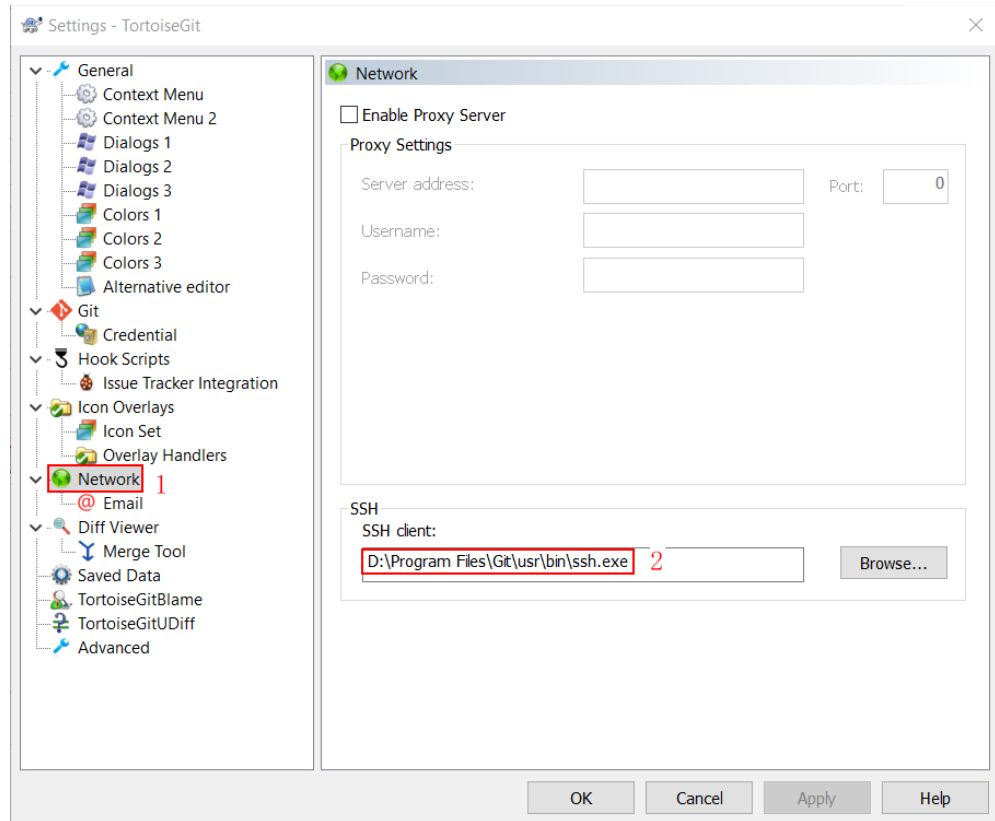 Settings - TortoiseGit
General
Context Menu
Context Menu 2
Dialogs 1
Dialogs 2
Dialogs 3
Colors 1
Colors 2
Colors 3
Alternative editor
Git
Credential
Hook Scripts
Issue Tracker Integration
Icon Overlays
Icon Set
Overlay Handlers
Network 1
@ Email
Diff Viewer
Merge Tool
Saved Data
TortoiseGitBlame
TortoiseGitUDiff
Advanced
Network
Enable Proxy Server
Proxy Settings
Server address: Port: 0
Username:
Password:
SSH
SSH client:
D:\Program Files\Git\usr\bin\ssh.exe 2 Browse...
OK Cancel Apply Help